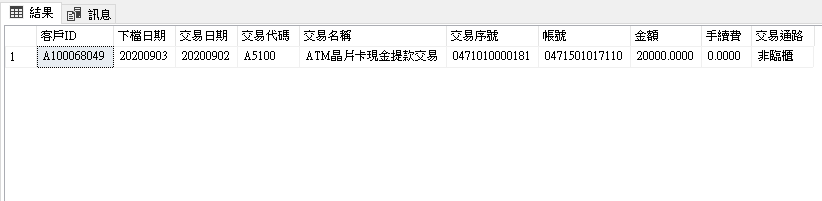 結果 訊息
客戶ID 下檔日期 交易日期 交易代碼 交易名稱 交易序號 帳號 金額 手續費 交易通路
1 A100068049 20200903 20200902 A5100 ATM晶片卡現金提款交易 0471010000181 0471501017110 20000.0000 0.0000 非臨櫃